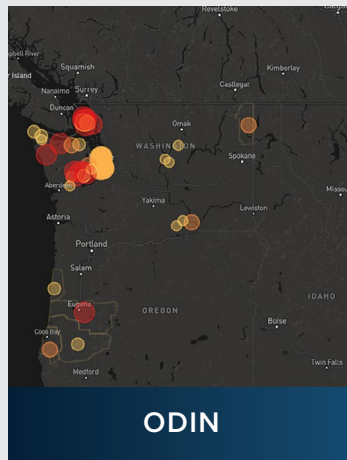 Revelstoke
Campbell River
Squamish
Kimberley
Nanaimo
Surrey
Castlegar
Duncan
Omak
WASHINGTON
Spokane
Aberdeen
Yakima
Lewiston
Astoria
Portland
Salem
IDAHO
Eugene
OREGON
Boise
Coos Bay
Twin Falls
Medford
ODIN